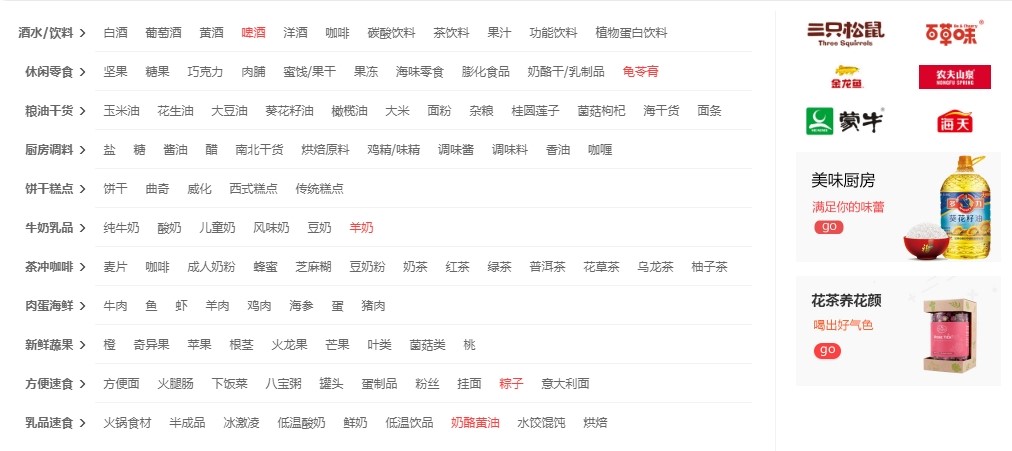 酒水/饮料 > 白酒 葡萄酒 黄酒 啤酒 洋酒 咖啡 碳酸饮料 茶饮料 果汁 功能饮料 植物蛋白饮料
休闲零食 > 坚果 糖果 巧克力 肉脯 蜜饯/果干 果冻 海味零食 膨化食品 奶酪干/乳制品 龟苓膏
粮油干货 > 玉米油 花生油 大豆油 葵花籽油 橄榄油 大米 面粉 杂粮 桂圆莲子 菌菇枸杞 海干货 面条
厨房调料 > 盐 糖 酱油 醋 南北干货 烘焙原料 鸡精/味精 调味酱 调味料 香油 咖喱
饼干糕点 > 饼干 曲奇 威化 西式糕点 传统糕点
牛奶乳品 > 纯牛奶 酸奶 儿童奶 风味奶 豆奶 羊奶
茶冲咖啡 > 麦片 咖啡 成人奶粉 蜂蜜 芝麻糊 豆奶粉 奶茶 红茶 绿茶 普洱茶 花草茶 乌龙茶 柚子茶
肉蛋海鲜 > 牛肉 鱼 虾 羊肉 鸡肉 海参 蛋 猪肉
新鲜蔬果 > 橙 奇异果 苹果 根茎 火龙果 芒果 叶类 菌菇类 桃
方便速食 > 方便面 火腿肠 下饭菜 八宝粥 罐头 蛋制品 粉丝 挂面 粽子 意大利面
乳品速食 > 火锅食材 半成品 冰激凌 低温酸奶 鲜奶 低温饮品 奶酪黄油 水饺馄饨 烘焙
三只松鼠
Three Squirrels
百草味
金龙鱼
农夫山泉
NONGFU SPRING
蒙牛
海天
美味厨房
满足你的味蕾
go
葵花籽油
花茶养花颜
喝出好气色
go